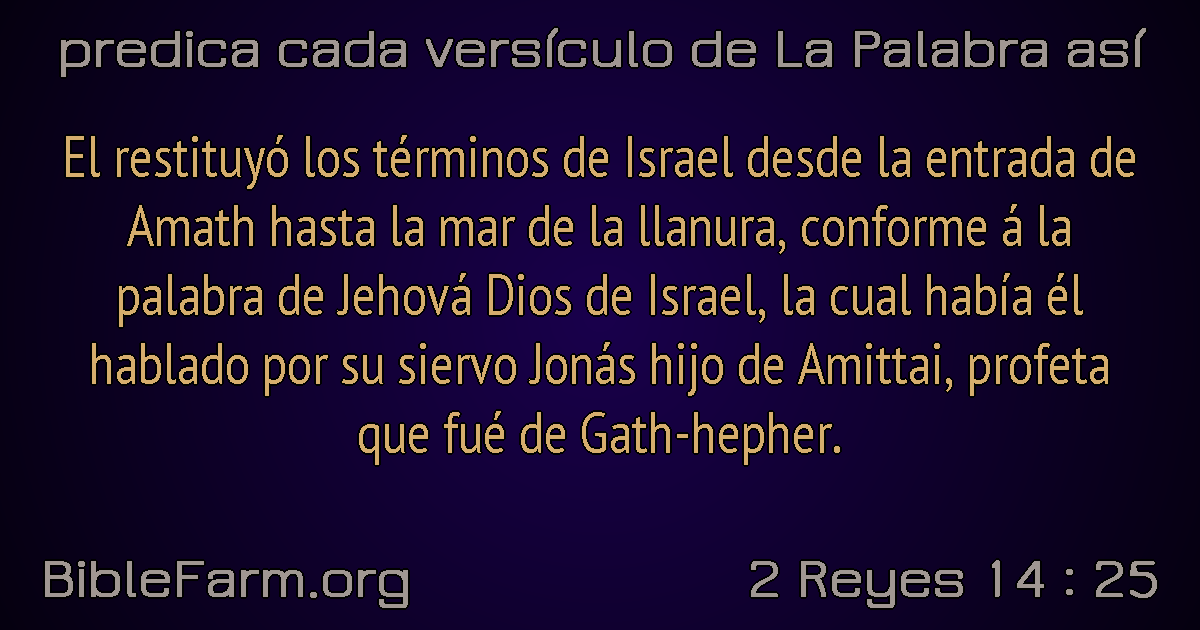 predica cada versículo de La Palabra así
El restituyó los términos de Israel desde la entrada de
Amath hasta la mar de la llanura, conforme á la
palabra de Jehová Dios de Israel, la cual había él
hablado por su siervo Jonás hijo de Amittai, profeta
que fué de Gath-hepher.
BibleFarm.org
2 Reyes 14 : 25